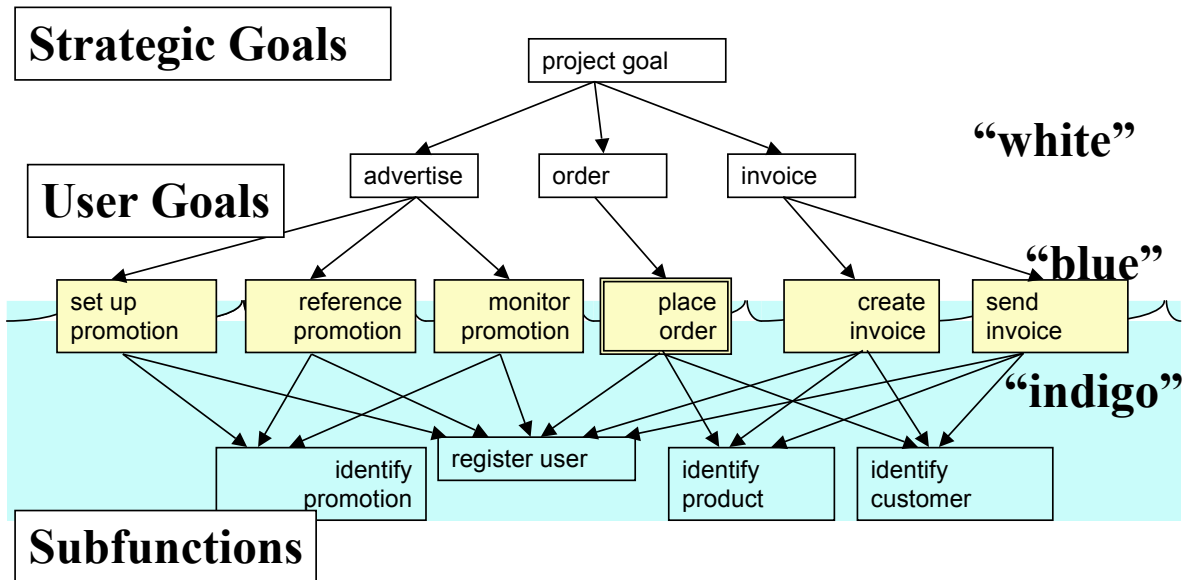 Strategic Goals
project goal
“white”
advertise
order
invoice
User Goals
“blue”
set up
promotion
reference
promotion
monitor
promotion
place
order
create
invoice
send
invoice
“indigo”
register user
identify
promotion
identify
product
identify
customer
Subfunctions